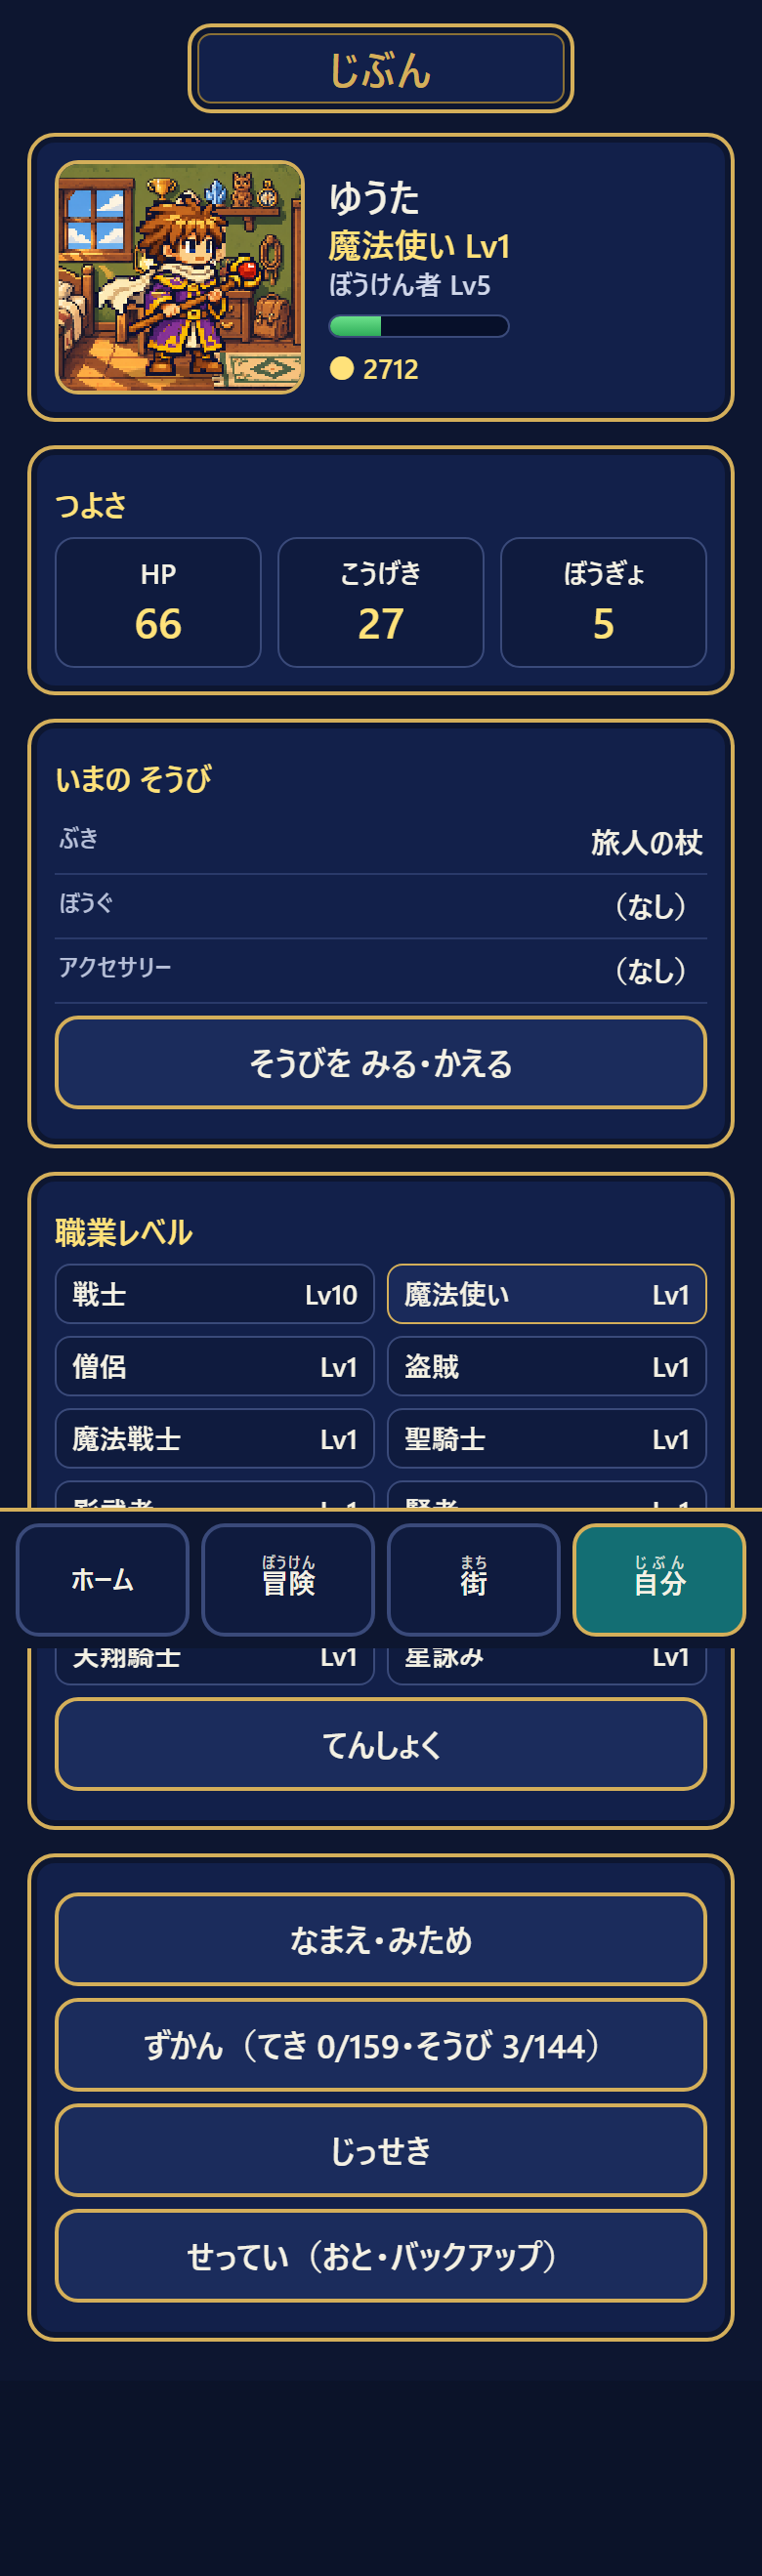 じぶん
ゆうた
魔法使い Lv1
ぼうけん者 Lv5
2712
つよさ
HP
66
こうげき
27
ぼうぎょ
5
いまの そうび
ぶき
旅人の杖
ぼうぐ
（なし）
アクセサリー
（なし）
そうびを みる・かえる
職業レベル
戦士 Lv10
魔法使い Lv1
僧侶 Lv1
盗賊 Lv1
魔法戦士 Lv1
聖騎士 Lv1
ホーム
ぼうけん
冒険
まち
街
じぶん
自分
天翔騎士 Lv1
星詠み Lv1
てんしょく
なまえ・みため
ずかん（てき 0/159・そうび 3/144）
じっせき
せってい（おと・バックアップ）